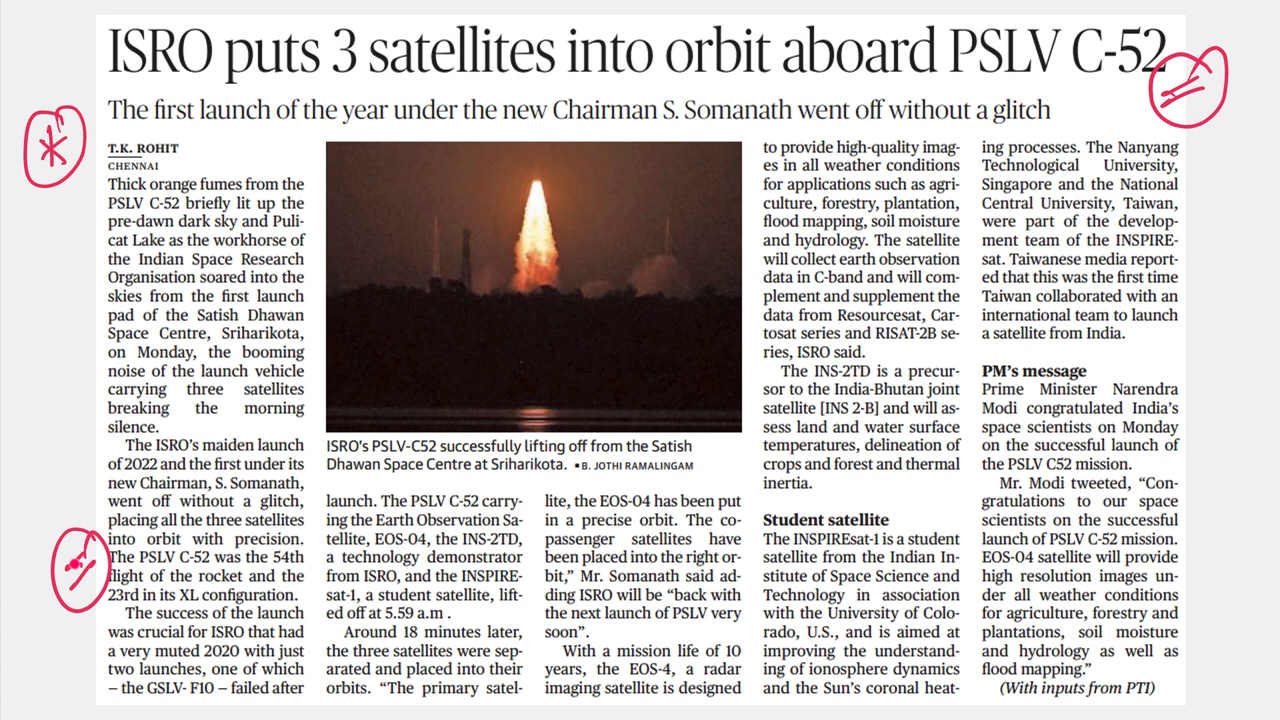 ISRO puts 3 satellites into orbit aboard PSLV C-52
The first launch of the year under the new Chairman S. Somanath went off without a glitch
T.K. ROHIT
CHENNAI
Thick orange fumes from the
PSLV C-52 briefly lit up the
pre-dawn dark sky and Puli-
cat Lake as the workhorse of
the Indian Space Research
Organisation soared into the
skies from the first launch
pad of the Satish Dhawan
Space Centre, Sriharikota,
on Monday, the booming
noise of the launch vehicle
carrying three satellites
breaking the morning
silence.
The ISRO's maiden launch
of 2022 and the first under its
new Chairman, S. Somanath,
went off without a glitch,
placing all the three satellites
into orbit with precision.
The PSLV C-52 was the 54th
flight of the rocket and the
23rd in its XL configuration.
The success of the launch
was crucial for ISRO that had
a very muted 2020 with just
two launches, one of which
– the GSLV- F10 – failed after
ISRO's PSLV-C52 successfully lifting off from the Satish
Dhawan Space Centre at Sriharikota. •B. JOTHI RAMALINGAM
launch. The PSLV C-52 carry-
ing the Earth Observation Sa-
tellite, EOS-04, the INS-2TD,
a technology demonstrator
from ISRO, and the INSPIRE-
sat-1, a student satellite, lift-
ed off at 5.59 a.m .
Around 18 minutes later,
the three satellites were sep-
arated and placed into their
orbits. “The primary satel-
lite, the EOS-04 has been put
in a precise orbit. The co-
passenger satellites have
been placed into the right or-
bit,” Mr. Somanath said ad-
ding ISRO will be “back with
the next launch of PSLV very
soon”.
With a mission life of 10
years, the EOS-4, a radar
imaging satellite is designed
to provide high-quality imag-
es in all weather conditions
for applications such as agri-
culture, forestry, plantation,
flood mapping, soil moisture
and hydrology. The satellite
will collect earth observation
data in C-band and will com-
plement and supplement the
data from Resourcesat, Car-
tosat series and RISAT-2B se-
ries, ISRO said.
The INS-2TD is a precur-
sor to the India-Bhutan joint
satellite [INS 2-B] and will as-
sess land and water surface
temperatures, delineation of
crops and forest and thermal
inertia.
Student satellite
The INSPIREsat-1 is a student
satellite from the Indian In-
stitute of Space Science and
Technology in association
with the University of Colo-
rado, U.S., and is aimed at
improving the understand-
ing of ionosphere dynamics
and the Sun's coronal heat-
ing processes. The Nanyang
Technological University,
Singapore and the National
Central University, Taiwan,
were part of the develop-
ment team of the INSPIRE-
sat. Taiwanese media report-
ed that this was the first time
Taiwan collaborated with an
international team to launch
a satellite from India.
PM's message
Prime Minister Narendra
Modi congratulated India's
space scientists on Monday
on the successful launch of
the PSLV C52 mission.
Mr. Modi tweeted, “Con-
gratulations to our space
scientists on the successful
launch of PSLV C-52 mission.
EOS-04 satellite will provide
high resolution images un-
der all weather conditions
for agriculture, forestry and
plantations, soil moisture
and hydrology as well as
flood mapping.”
(With inputs from PTI)